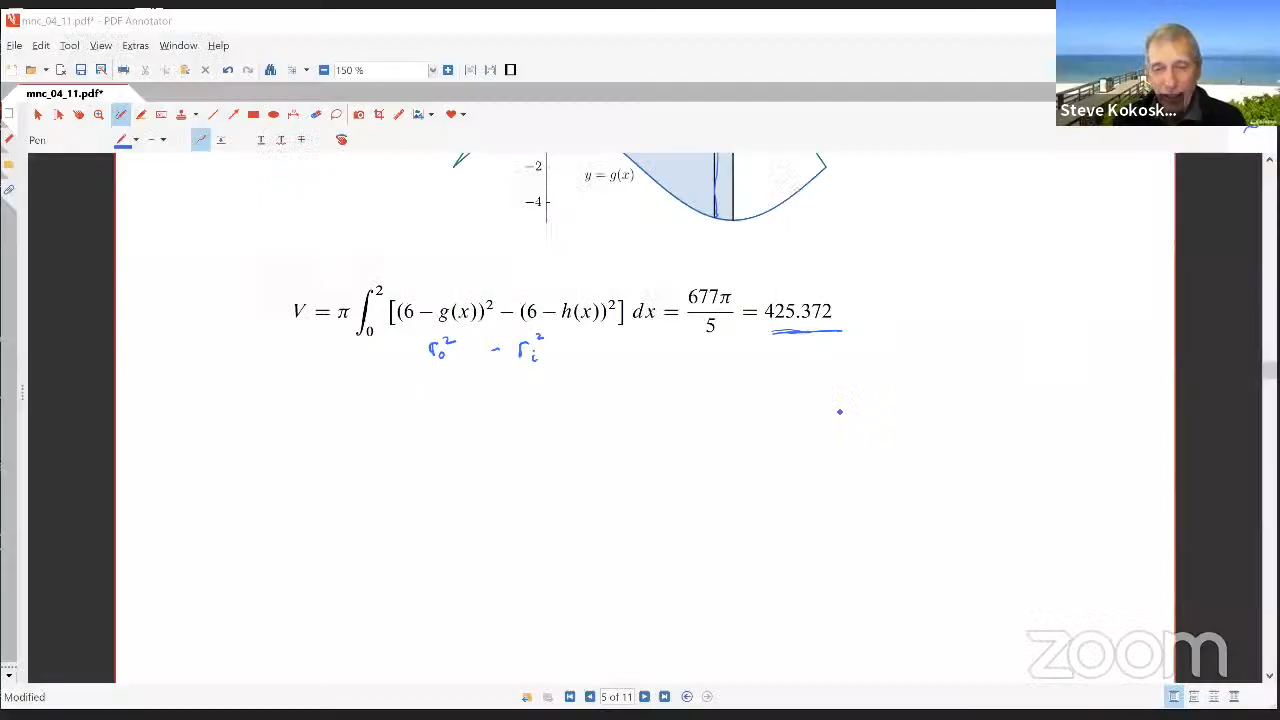 mnc_04_11.pdf* - PDF Annotator
File Edit Tool View Extras Window Help
150 %
mnc_04_11.pdf*
Pen
Steve Kokosk...
−2
y = g(x)
−4
V = π ∫₀² [(6 − g(x))² − (6 − h(x))²] dx = 677π/5 = 425.372
r₀² - rᵢ²
zoom
Modified
5 of 11